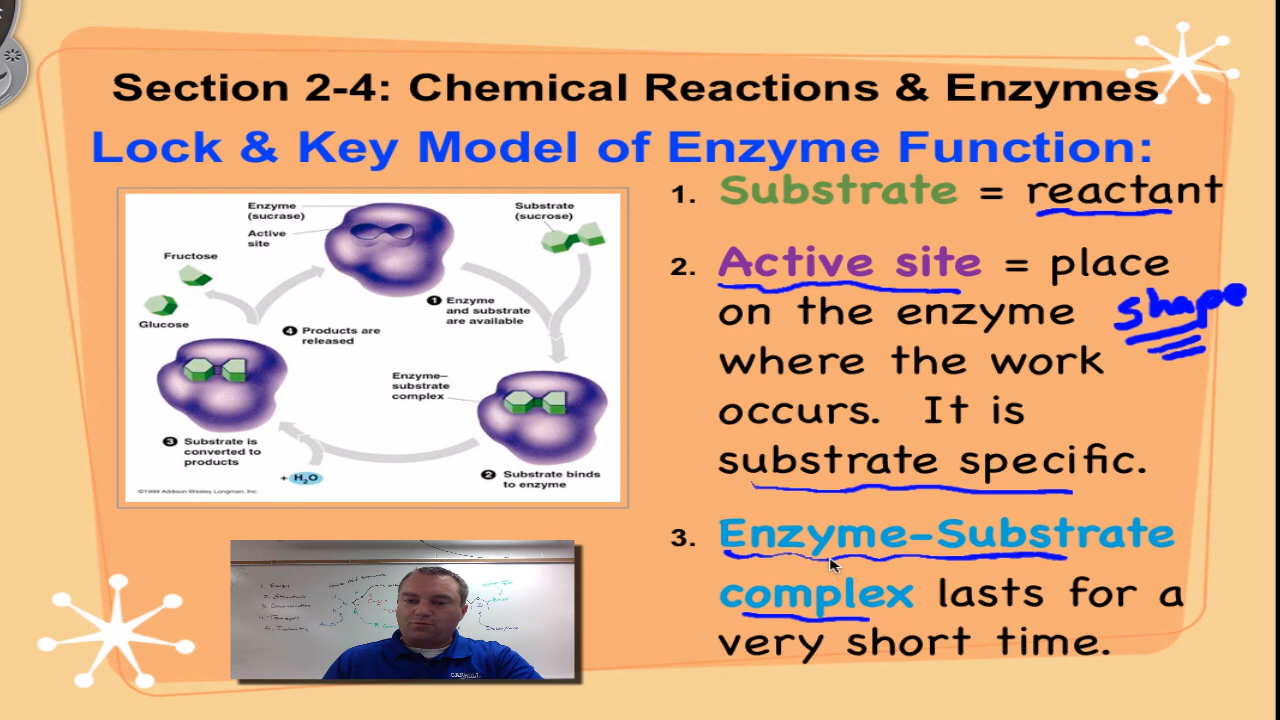 Section 2-4: Chemical Reactions & Enzymes
Lock & Key Model of Enzyme Function:
Enzyme
(sucrase)
Active
site
Substrate
(sucrose)
Fructose
Glucose
1 Enzyme
and substrate
are available
4 Products are
released
Enzyme–
substrate
complex
3 Substrate is
converted to
products
+ H₂O
2 Substrate binds
to enzyme
©1999 Addison Wesley Longman, Inc.
1. Substrate = reactant
2. Active site = place
on the enzyme
shape
where the work
occurs. It is
substrate specific.
3. Enzyme-Substrate
complex lasts for a
very short time.